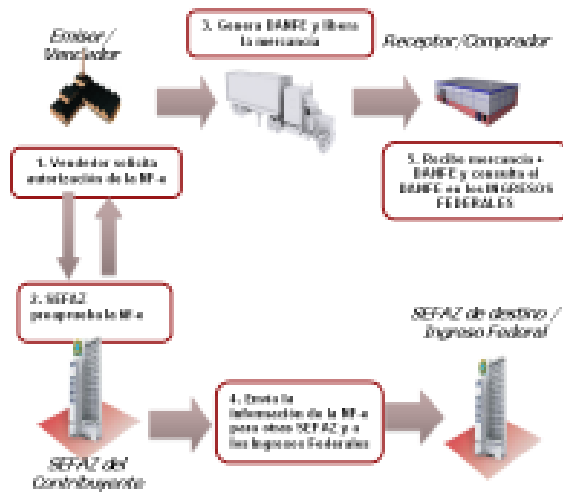 Emisor/
Vendedor
3. Genera DANFE y libera
la mercancía
Receptor/Comprador
1. Vendedor solicita
autorización de la NF-e
5. Recibe mercancía +
DANFE y consulta el
DANFE en los INGRESOS
FEDERALES
2. SEFAZ
preaprueba la NF-e
SEFAZ de destino /
Ingreso Federal
4. Envía la
información de la NF-e
para otros SEFAZ y a
los Ingresos Federales
SEFAZ del
Contribuyente